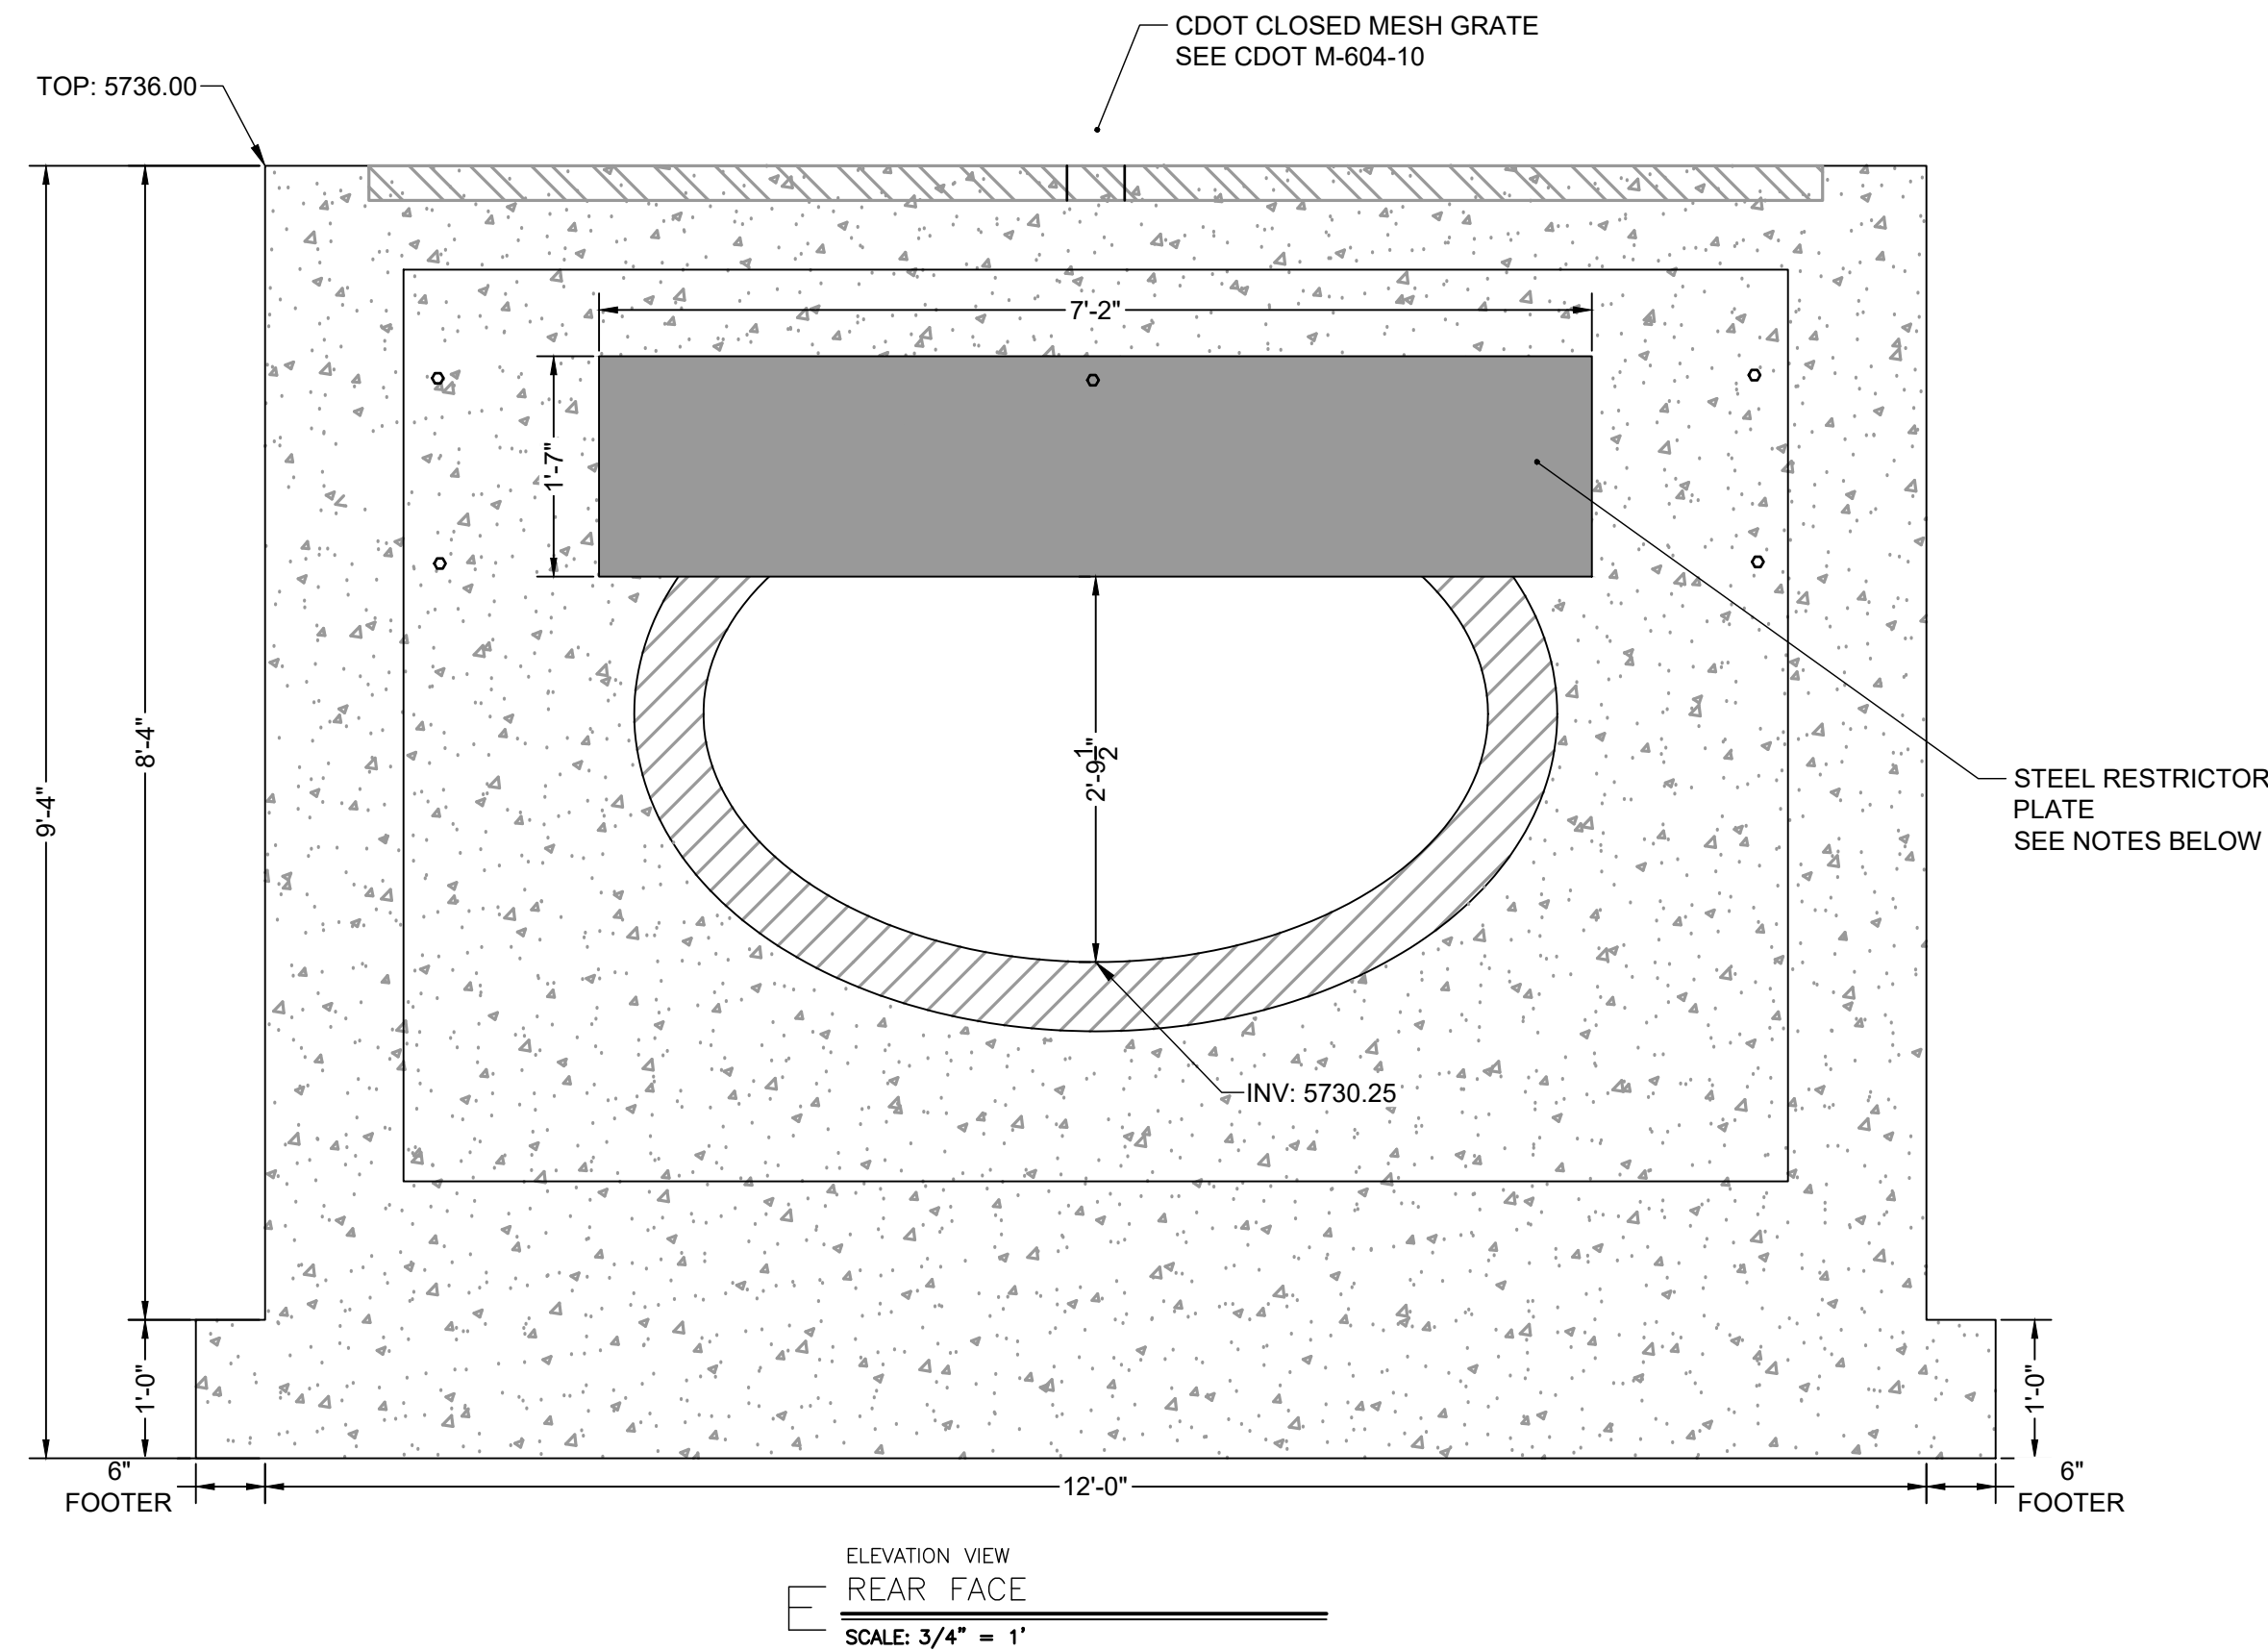 CDOT CLOSED MESH GRATE
SEE CDOT M-604-10
TOP: 5736.00
7'-2"
1'-7"
9'-4"
8'-4"
2'-9 1/2"
STEEL RESTRICTOR
PLATE
SEE NOTES BELOW
INV: 5730.25
1'-0"
1'-0"
6"
FOOTER
12'-0"
6"
FOOTER
ELEVATION VIEW
E
REAR FACE
SCALE: 3/4" = 1'